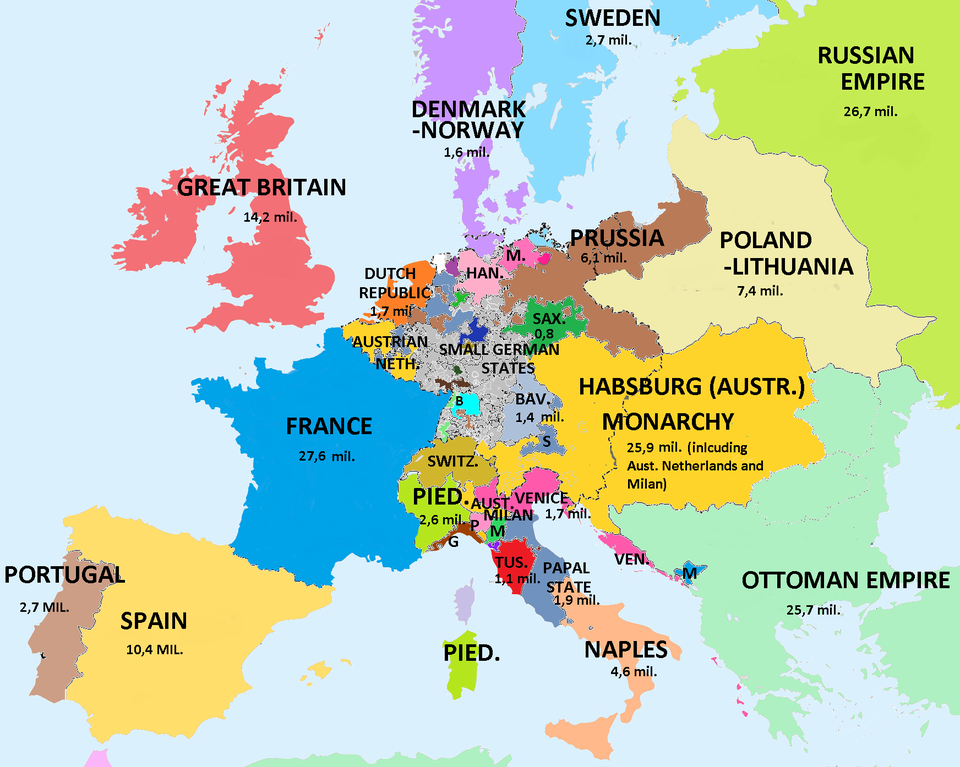 SWEDEN
2,7 mil.
RUSSIAN
EMPIRE
26,7 mil.
DENMARK
-NORWAY
1,6 mil.
GREAT BRITAIN
14,2 mil.
PRUSSIA
6,1 mil.
POLAND
-LITHUANIA
7,4 mil.
M.
HAN.
DUTCH
REPUBLIC
1,7 mil
SAX.
0,8
AUSTRIAN
NETH.
SMALL GERMAN
STATES
HABSBURG (AUSTR.)
MONARCHY
25,9 mil. (inlcuding
Aust. Netherlands and
Milan)
B
BAV.
1,4 mil.
S
FRANCE
27,6 mil.
SWITZ.
PIED.
2,6 mil.
AUST.
MILAN
VENICE
1,7 mil.
P
M
G
TUS.
1,1 mil.
PAPAL
STATE
1,9 mil.
VEN.
M
OTTOMAN EMPIRE
25,7 mil.
PORTUGAL
2,7 MIL.
SPAIN
10,4 MIL.
PIED.
NAPLES
4,6 mil.